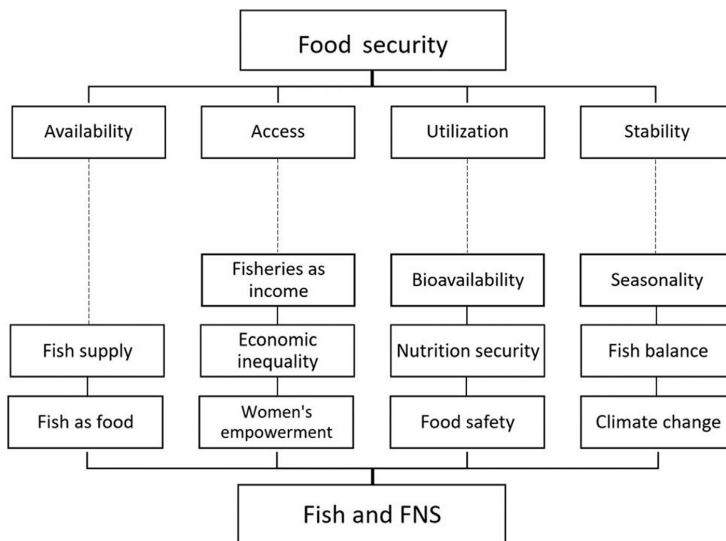 Food security
Availability
Access
Utilization
Stability
Fisheries as
income
Bioavailability
Seasonality
Fish supply
Economic
inequality
Nutrition security
Fish balance
Fish as food
Women's
empowerment
Food safety
Climate change
Fish and FNS